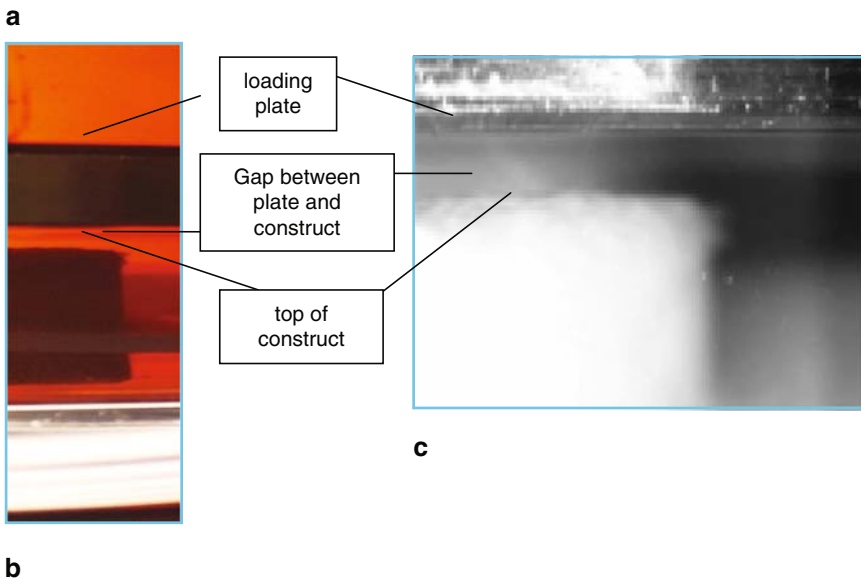 a
loading
plate
Gap between
plate and
construct
top of
construct
c
b